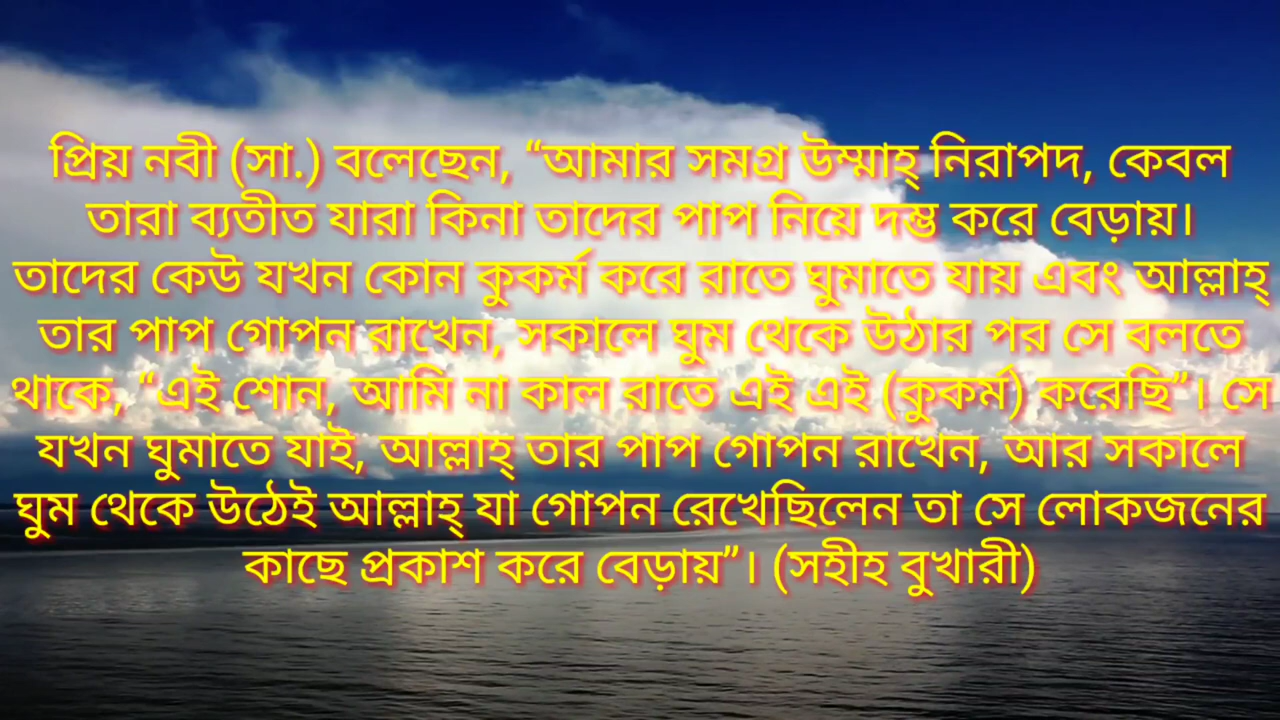 প্রিয় নবী (সা.) বলেছেন, “আমার সমগ্র উম্মাহ্ নিরাপদ, কেবল
তারা ব্যতীত যারা কিনা তাদের পাপ নিয়ে দম্ভ করে বেড়ায়।
তাদের কেউ যখন কোন কুকর্ম করে রাতে ঘুমাতে যায় এবং আল্লাহ্
তার পাপ গোপন রাখেন, সকালে ঘুম থেকে উঠার পর সে বলতে
থাকে, “এই শোন, আমি না কাল রাতে এই এই (কুকর্ম) করেছি”। সে
যখন ঘুমাতে যাই, আল্লাহ্ তার পাপ গোপন রাখেন, আর সকালে
ঘুম থেকে উঠেই আল্লাহ্ যা গোপন রেখেছিলেন তা সে লোকজনের
কাছে প্রকাশ করে বেড়ায়”। (সহীহ বুখারী)